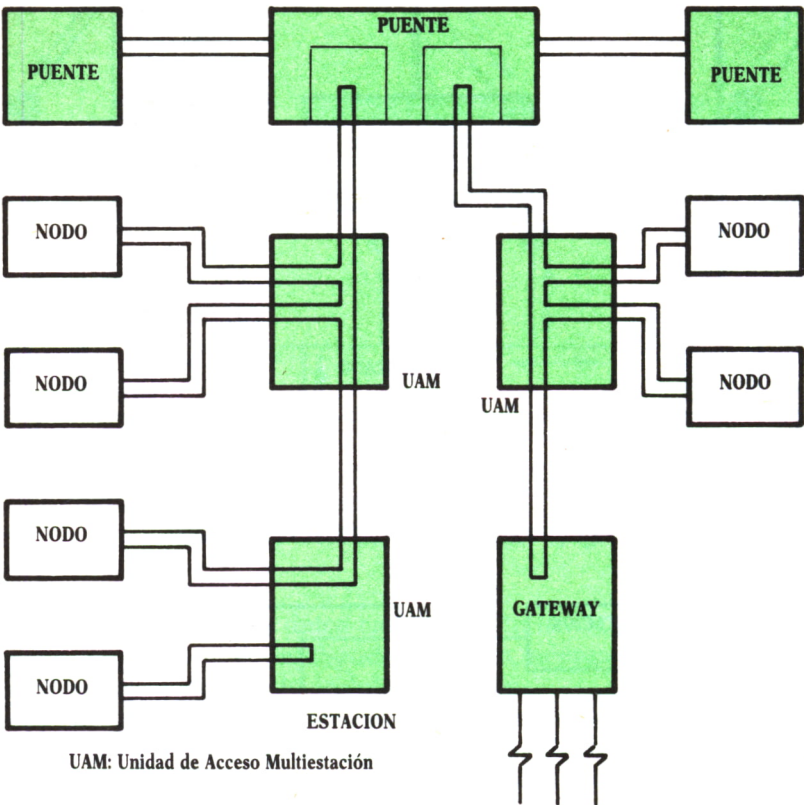 PUENTE
PUENTE
PUENTE
NODO
NODO
NODO
UAM
NODO
UAM
NODO
NODO
UAM
GATEWAY
NODO
ESTACION
UAM: Unidad de Acceso Multiestación